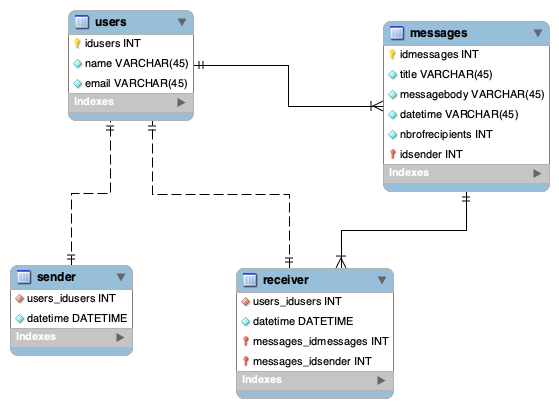 users
idusers INT
name VARCHAR(45)
email VARCHAR(45)
Indexes
messages
idmessages INT
title VARCHAR(45)
messagebody VARCHAR(45)
datetime VARCHAR(45)
nbrofrecipients INT
idsender INT
Indexes
sender
users_idusers INT
datetime DATETIME
Indexes
receiver
users_idusers INT
datetime DATETIME
messages_idmessages INT
messages_idsender INT
Indexes